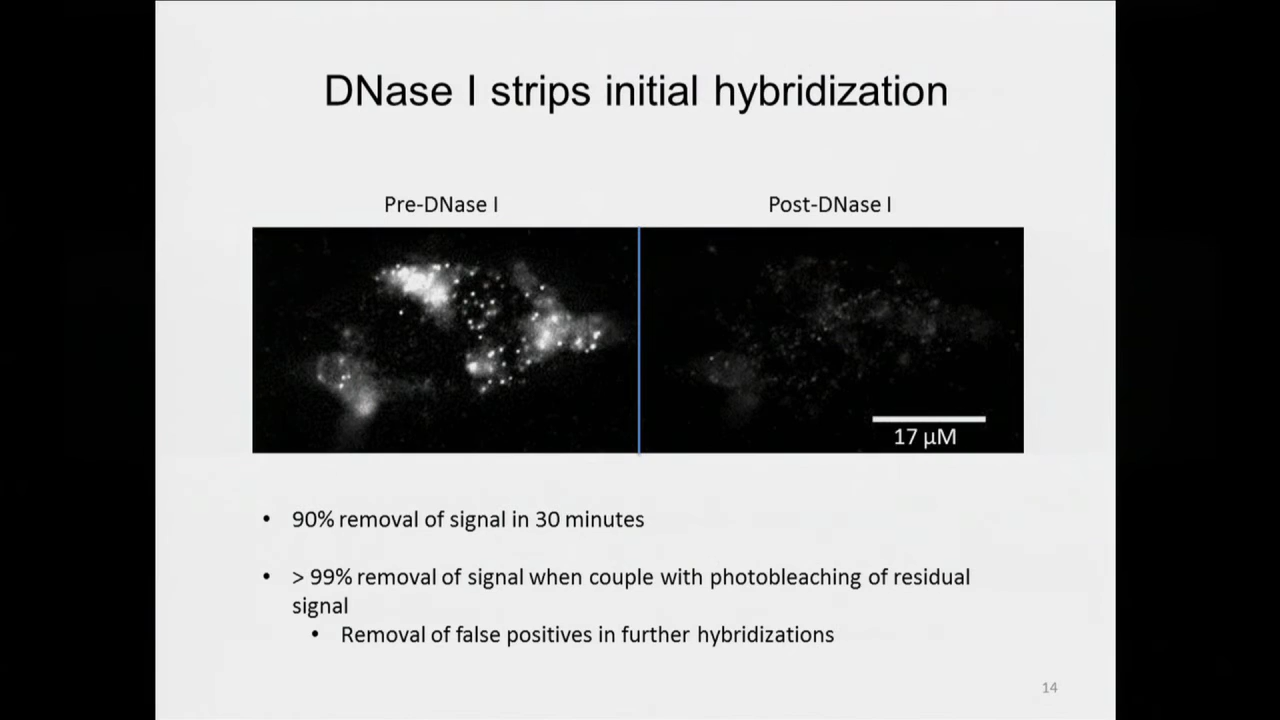 DNase I strips initial hybridization
Pre-DNase I
Post-DNase I
17 µM
• 90% removal of signal in 30 minutes
• > 99% removal of signal when couple with photobleaching of residual
signal
• Removal of false positives in further hybridizations
14